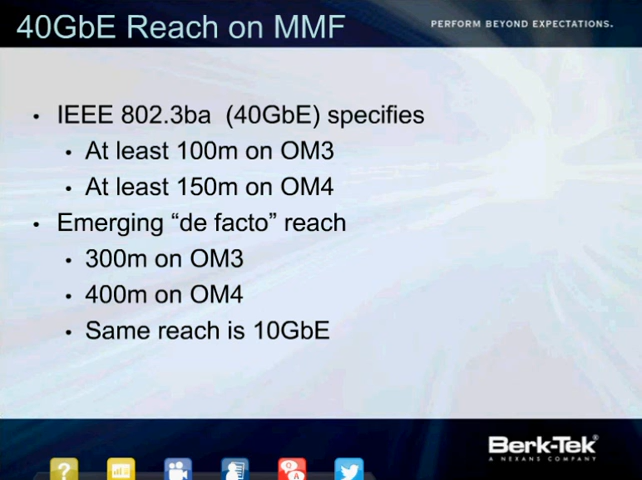 40GbE Reach on MMF
PERFORM BEYOND EXPECTATIONS.
• IEEE 802.3ba (40GbE) specifies
• At least 100m on OM3
• At least 150m on OM4
• Emerging “de facto” reach
• 300m on OM3
• 400m on OM4
• Same reach is 10GbE
Berk-Tek®
A NEXANS COMPANY
?
Q
A